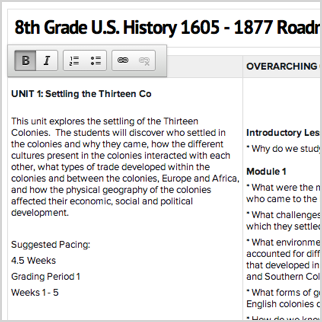 8th Grade U.S. History 1605 - 1877
B I
OVERARCHING
UNIT 1: Settling the Thirteen Co
This unit explores the settling of the Thirteen
Colonies. The students will discover who settled in
the colonies and why they came, how the different
cultures present in the colonies interacted with each
other, what types of trade developed within the
colonies and between the colonies, Europe and Africa,
and how the physical geography of the colonies
affected their economic, social and political
development.
Suggested Pacing:
4.5 Weeks
Grading Period 1
Weeks 1 - 5
Introductory Les
* Why do we study
Module 1
* What were the m
who came to the
* What challenges
which they settled
* What environme
accounted for diff
that developed in
and Southern Col
* What forms of g
English colonies
* How do we know